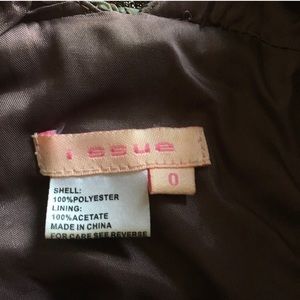 issue
0
SHELL:
100%POLYESTER
LINING:
100%ACETATE
MADE IN CHINA
FOR CARE SEE REVERSE